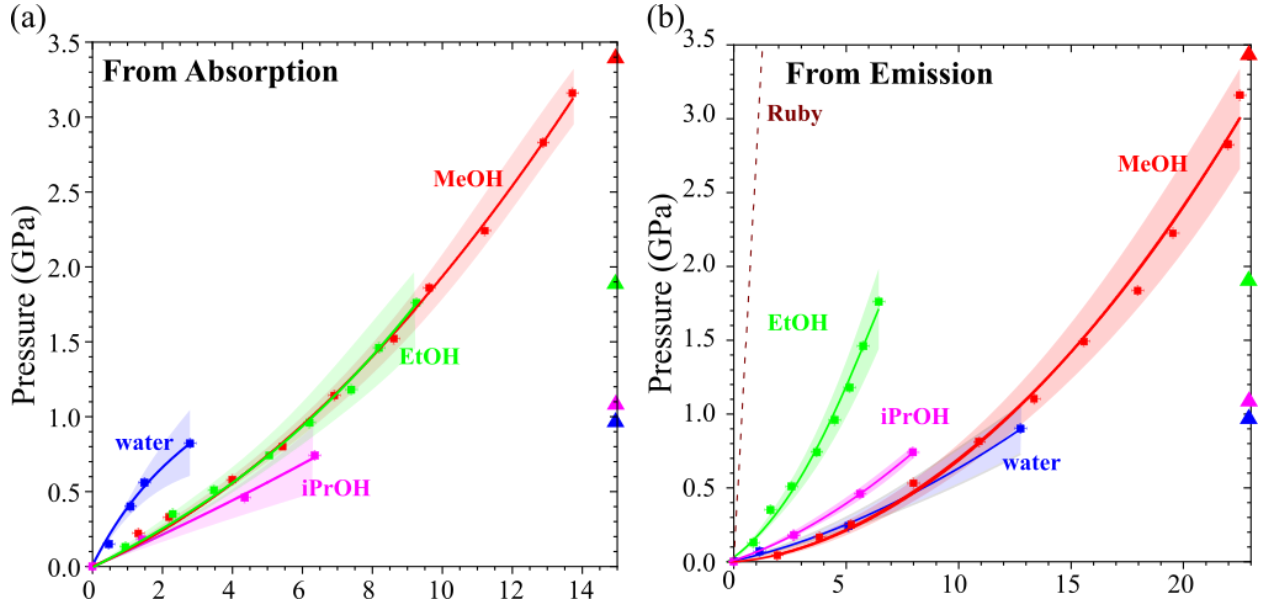 (a)
From Absorption
Pressure (GPa)
3.5
3.0
2.5
2.0
1.5
1.0
0.5
0.0
0 2 4 6 8 10 12 14
MeOH
EtOH
water
iPrOH
(b)
From Emission
Pressure (GPa)
3.5
3.0
2.5
2.0
1.5
1.0
0.5
0.0
0 5 10 15 20
Ruby
MeOH
EtOH
iPrOH
water